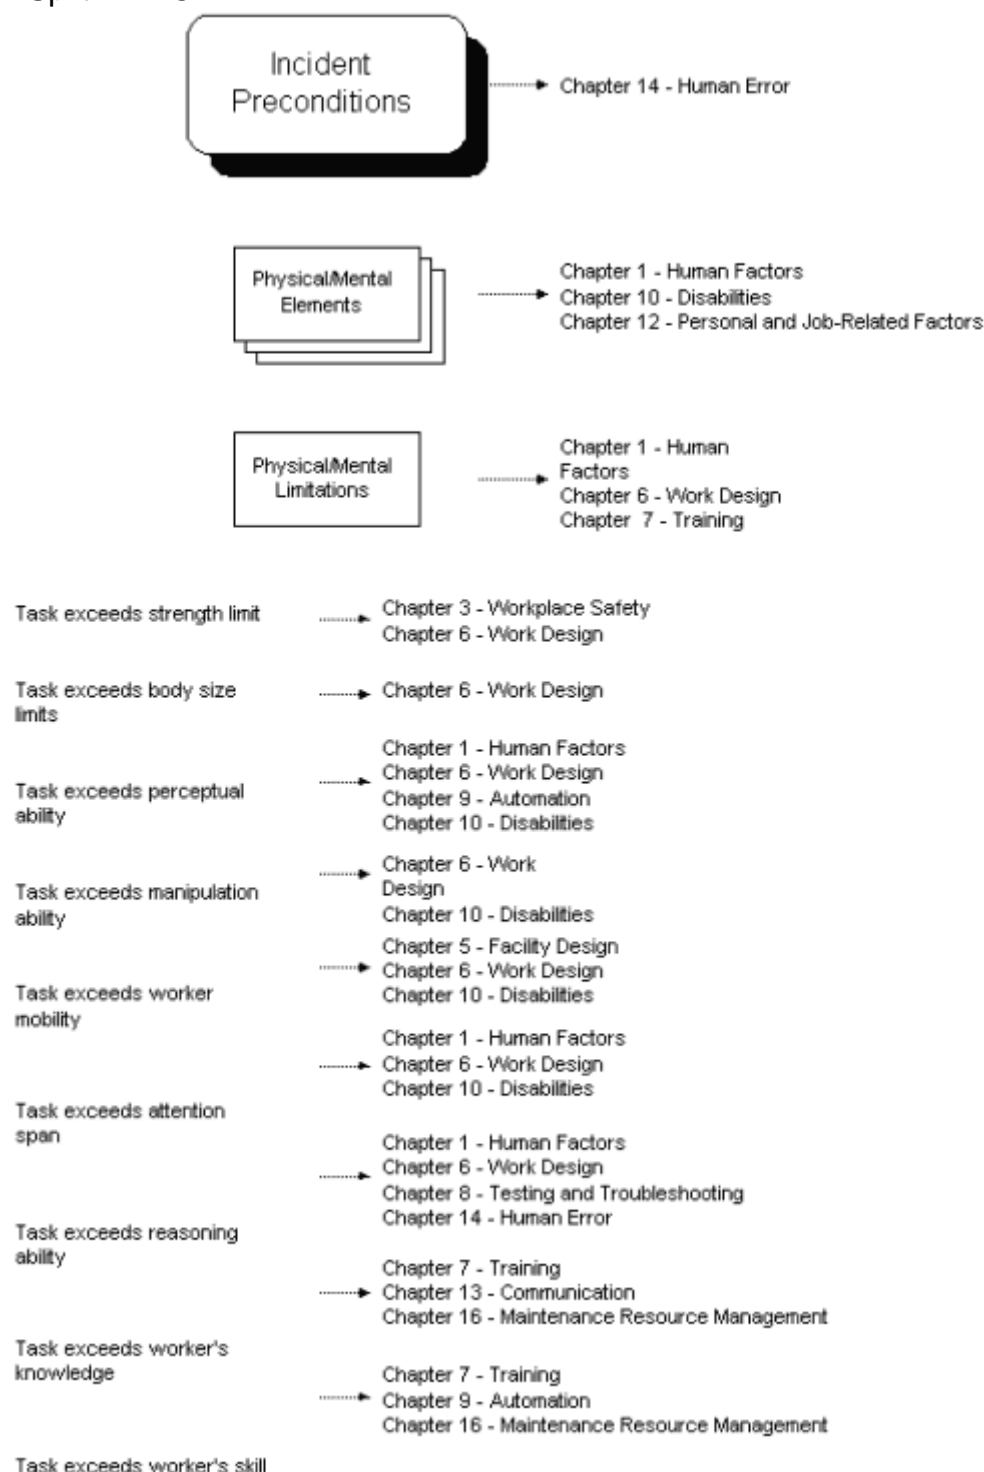 Incident
Preconditions
Chapter 14 - Human Error
Physical/Mental
Elements
Chapter 1 - Human Factors
Chapter 10 - Disabilities
Chapter 12 - Personal and Job-Related Factors
Physical/Mental
Limitations
Chapter 1 - Human
Factors
Chapter 6 - Work Design
Chapter 7 - Training
Task exceeds strength limit
Chapter 3 - Workplace Safety
Chapter 6 - Work Design
Task exceeds body size
limits
Chapter 6 - Work Design
Task exceeds perceptual
ability
Chapter 1 - Human Factors
Chapter 6 - Work Design
Chapter 9 - Automation
Chapter 10 - Disabilities
Task exceeds manipulation
ability
Chapter 6 - Work
Design
Chapter 10 - Disabilities
Task exceeds worker
mobility
Chapter 5 - Facility Design
Chapter 6 - Work Design
Chapter 10 - Disabilities
Task exceeds attention
span
Chapter 1 - Human Factors
Chapter 6 - Work Design
Chapter 10 - Disabilities
Task exceeds reasoning
ability
Chapter 1 - Human Factors
Chapter 6 - Work Design
Chapter 8 - Testing and Troubleshooting
Chapter 14 - Human Error
Task exceeds worker's
knowledge
Chapter 7 - Training
Chapter 13 - Communication
Chapter 16 - Maintenance Resource Management
Task exceeds worker's skill
Chapter 7 - Training
Chapter 9 - Automation
Chapter 16 - Maintenance Resource Management